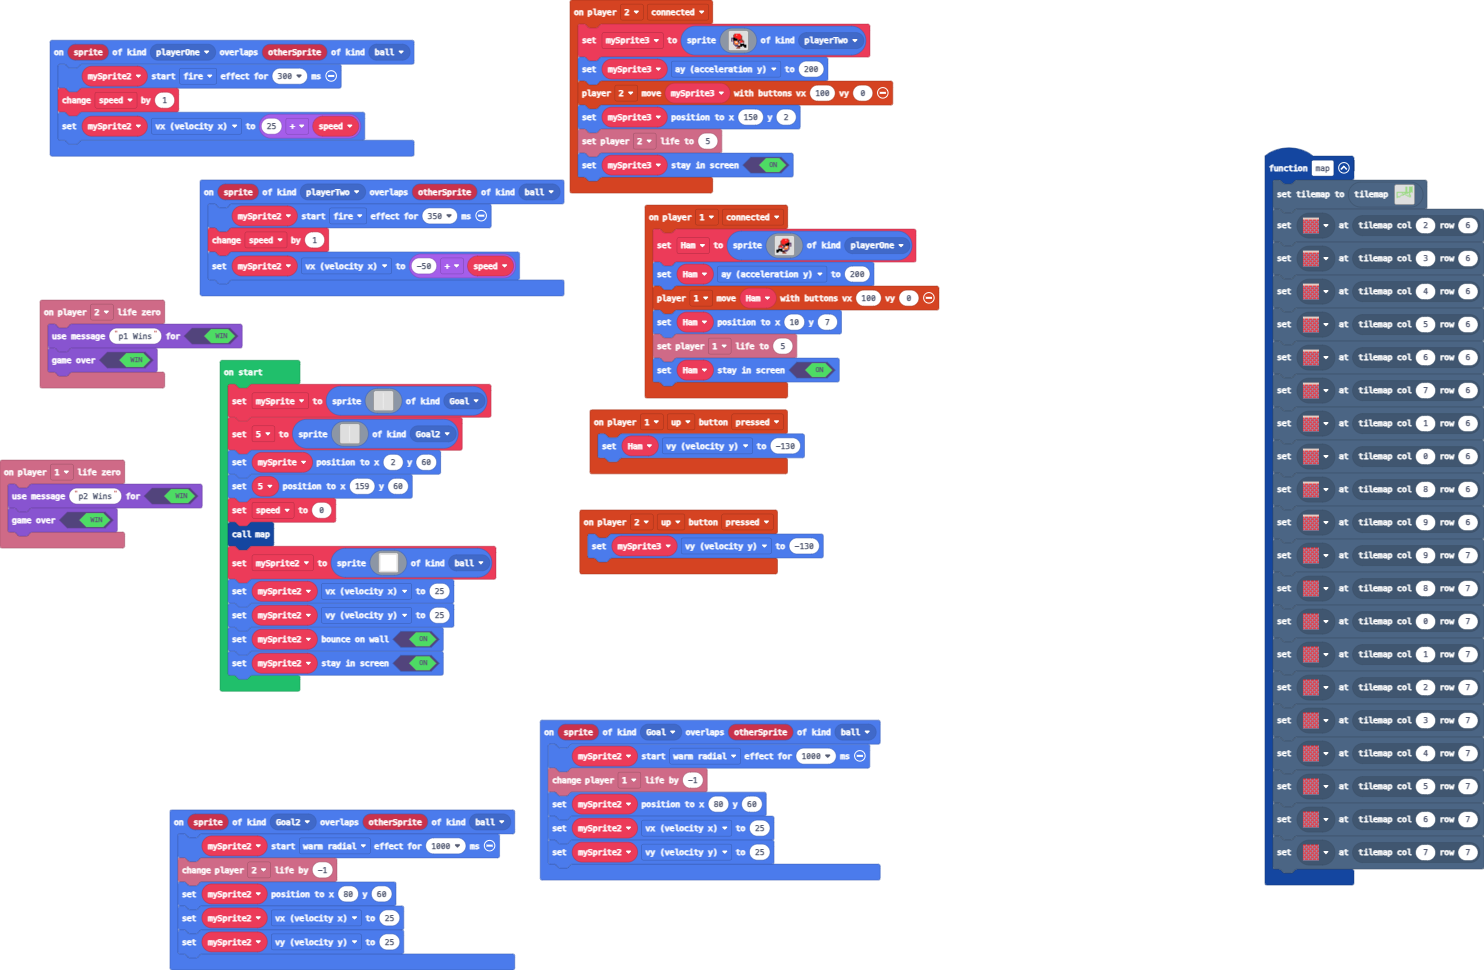 on sprite of kind playerOne overlaps otherSprite of kind ball
mySprite2 start fire effect for 300 ms
change speed by 1
set mySprite2 vx (velocity x) to 25 + speed
on sprite of kind playerTwo overlaps otherSprite of kind ball
mySprite2 start fire effect for 350 ms
change speed by 1
set mySprite2 vx (velocity x) to -50 + speed
on player 2 life zero
use message "p1 Wins" for WIN
game over WIN
on player 1 life zero
use message "p2 Wins" for WIN
game over WIN
on start
set mySprite to sprite of kind Goal
set 5 to sprite of kind Goal2
set mySprite position to x 2 y 60
set 5 position to x 159 y 60
set speed to 0
call map
set mySprite2 to sprite of kind ball
set mySprite2 vx (velocity x) to 25
set mySprite2 vy (velocity y) to 25
set mySprite2 bounce on wall ON
set mySprite2 stay in screen ON
on sprite of kind Goal2 overlaps otherSprite of kind ball
mySprite2 start warm radial effect for 1000 ms
change player 2 life by -1
set mySprite2 position to x 80 y 60
set mySprite2 vx (velocity x) to 25
set mySprite2 vy (velocity y) to 25
on player 2 connected
set mySprite3 to sprite of kind playerTwo
set mySprite3 ay (acceleration y) to 200
player 2 move mySprite3 with buttons vx 100 vy 0
set mySprite3 position to x 150 y 2
set player 2 life to 5
set mySprite3 stay in screen ON
on player 1 connected
set Ham to sprite of kind playerOne
set Ham ay (acceleration y) to 200
player 1 move Ham with buttons vx 100 vy 0
set Ham position to x 10 y 7
set player 1 life to 5
set Ham stay in screen ON
on player 1 up button pressed
set Ham vy (velocity y) to -130
on player 2 up button pressed
set mySprite3 vy (velocity y) to -130
on sprite of kind Goal overlaps otherSprite of kind ball
mySprite2 start warm radial effect for 1000 ms
change player 1 life by -1
set mySprite2 position to x 80 y 60
set mySprite2 vx (velocity x) to 25
set mySprite2 vy (velocity y) to 25
function map
set tilemap to tilemap
set at tilemap col 2 row 6
set at tilemap col 3 row 6
set at tilemap col 4 row 6
set at tilemap col 5 row 6
set at tilemap col 6 row 6
set at tilemap col 7 row 6
set at tilemap col 1 row 6
set at tilemap col 0 row 6
set at tilemap col 8 row 6
set at tilemap col 9 row 6
set at tilemap col 9 row 7
set at tilemap col 8 row 7
set at tilemap col 0 row 7
set at tilemap col 1 row 7
set at tilemap col 2 row 7
set at tilemap col 3 row 7
set at tilemap col 4 row 7
set at tilemap col 5 row 7
set at tilemap col 6 row 7
set at tilemap col 7 row 7